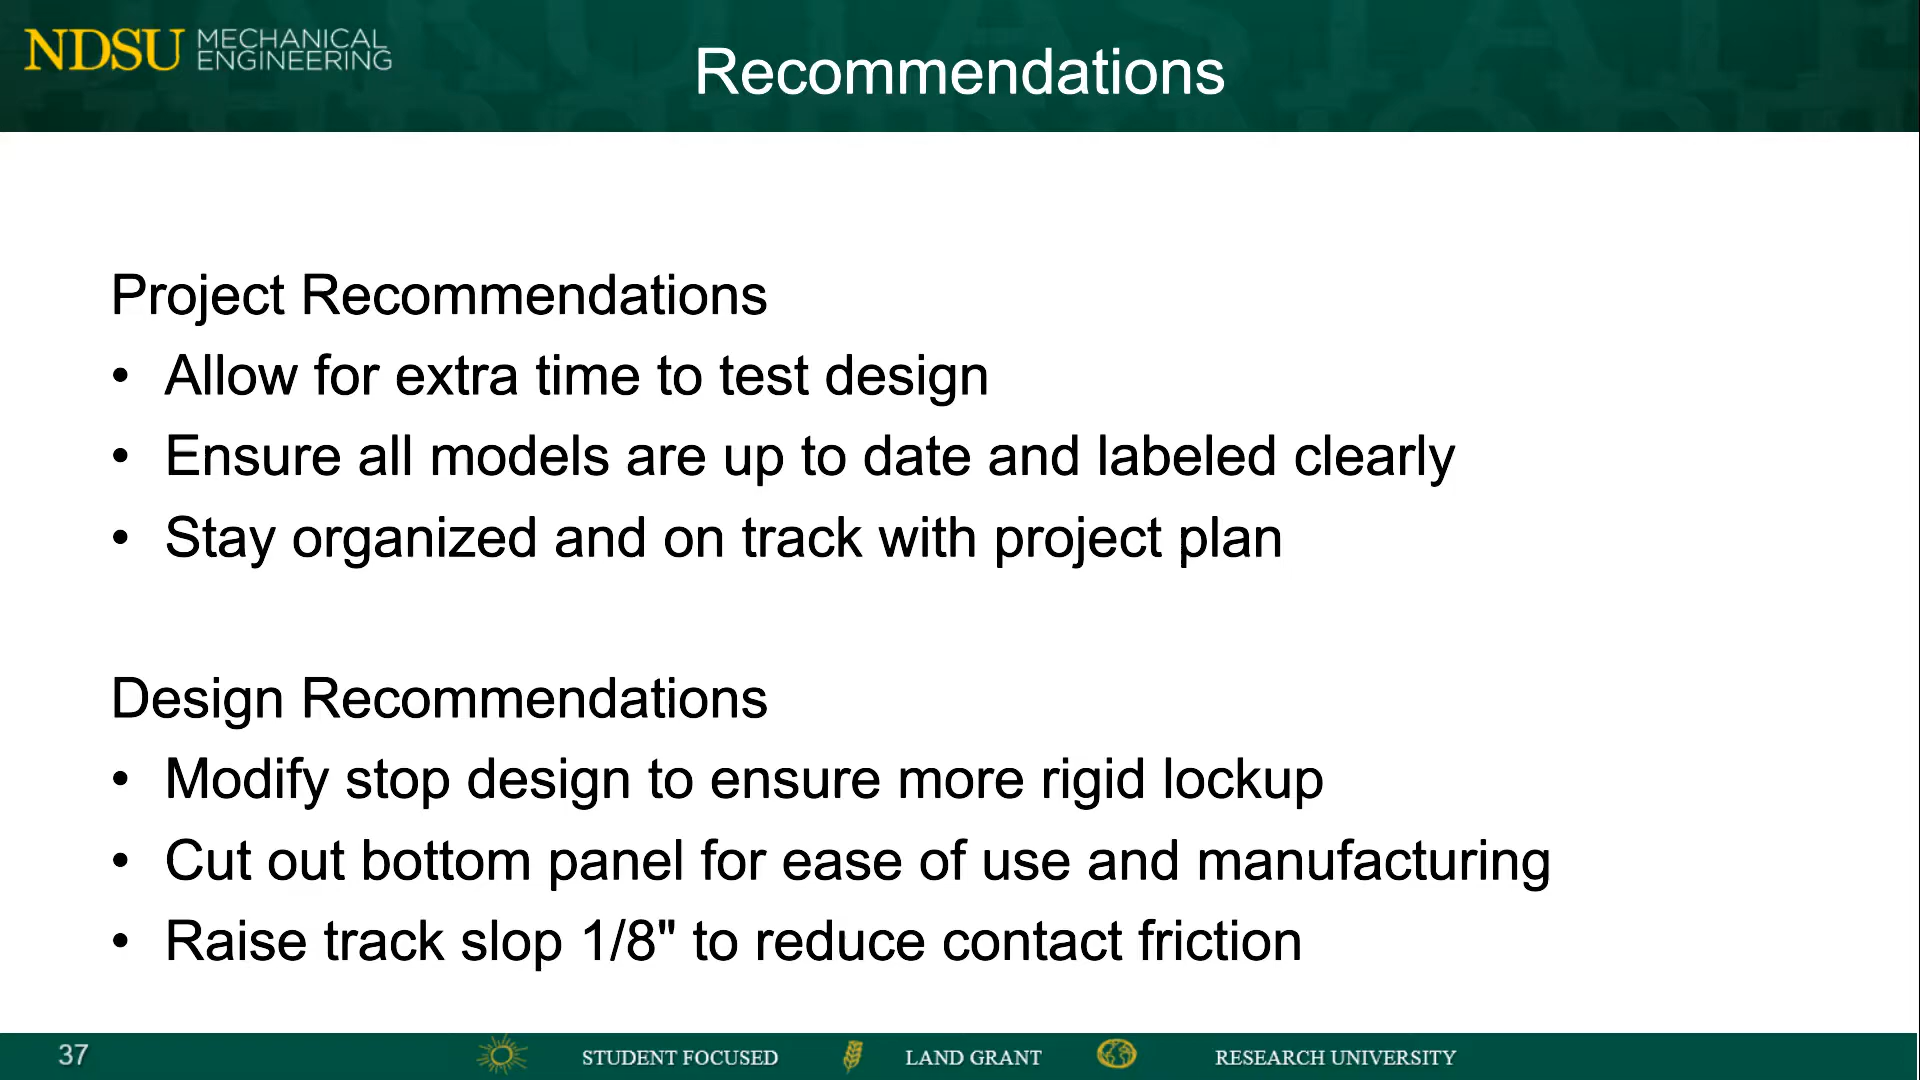 NDSU MECHANICAL
ENGINEERING
Recommendations
Project Recommendations
• Allow for extra time to test design
• Ensure all models are up to date and labeled clearly
• Stay organized and on track with project plan
Design Recommendations
• Modify stop design to ensure more rigid lockup
• Cut out bottom panel for ease of use and manufacturing
• Raise track slop 1/8" to reduce contact friction
37 STUDENT FOCUSED LAND GRANT RESEARCH UNIVERSITY